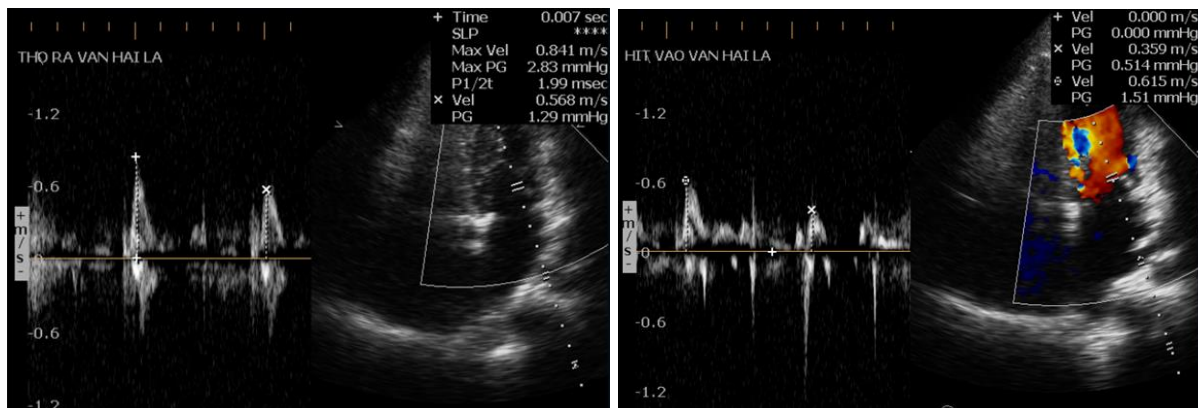 THỞ RA VAN HAI LA
+ Time 0.007 sec
SLP ****
Max Vel 0.841 m/s
Max PG 2.83 mmHg
P1/2t 1.99 msec
× Vel 0.568 m/s
PG 1.29 mmHg
-1.2
-0.6
+
m/s
-
0
-0.6
-1.2
HIT VAO VAN HAI LA
+ Vel 0.000 m/s
PG 0.000 mmHg
× Vel 0.359 m/s
PG 0.514 mmHg
Vel 0.615 m/s
PG 1.51 mmHg
-1.2
-0.6
+
m/s
-
0
-0.6
-1.2